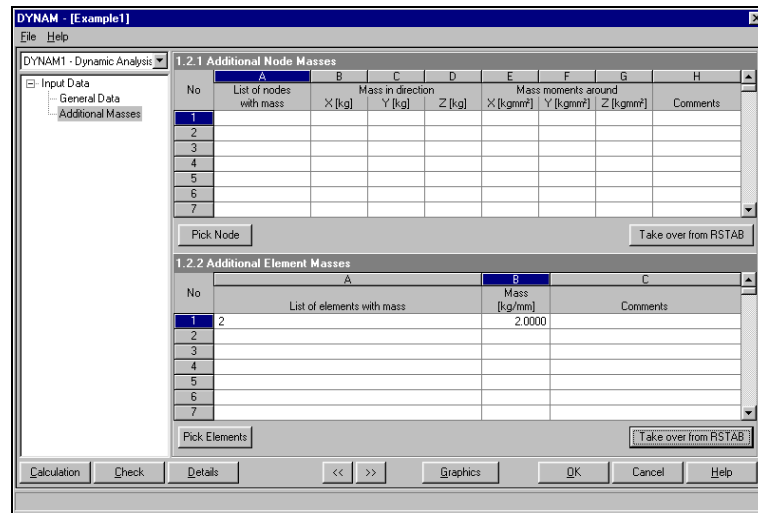 DYNAM - [Example1]
File Help
DYNAM1 - Dynamic Analysis
Input Data
General Data
Additional Masses
1.2.1 Additional Node Masses
A B C D E F G H
No List of nodes with mass Mass in direction Mass moments around Comments
X [kg] Y [kg] Z [kg] X [kgmm²] Y [kgmm²] Z [kgmm²]
1
2
3
4
5
6
7
Pick Node Take over from RSTAB
1.2.2 Additional Element Masses
A B C
No List of elements with mass Mass [kg/mm] Comments
1 2 2.0000
2
3
4
5
6
7
Pick Elements Take over from RSTAB
Calculation Check Details << >> Graphics OK Cancel Help